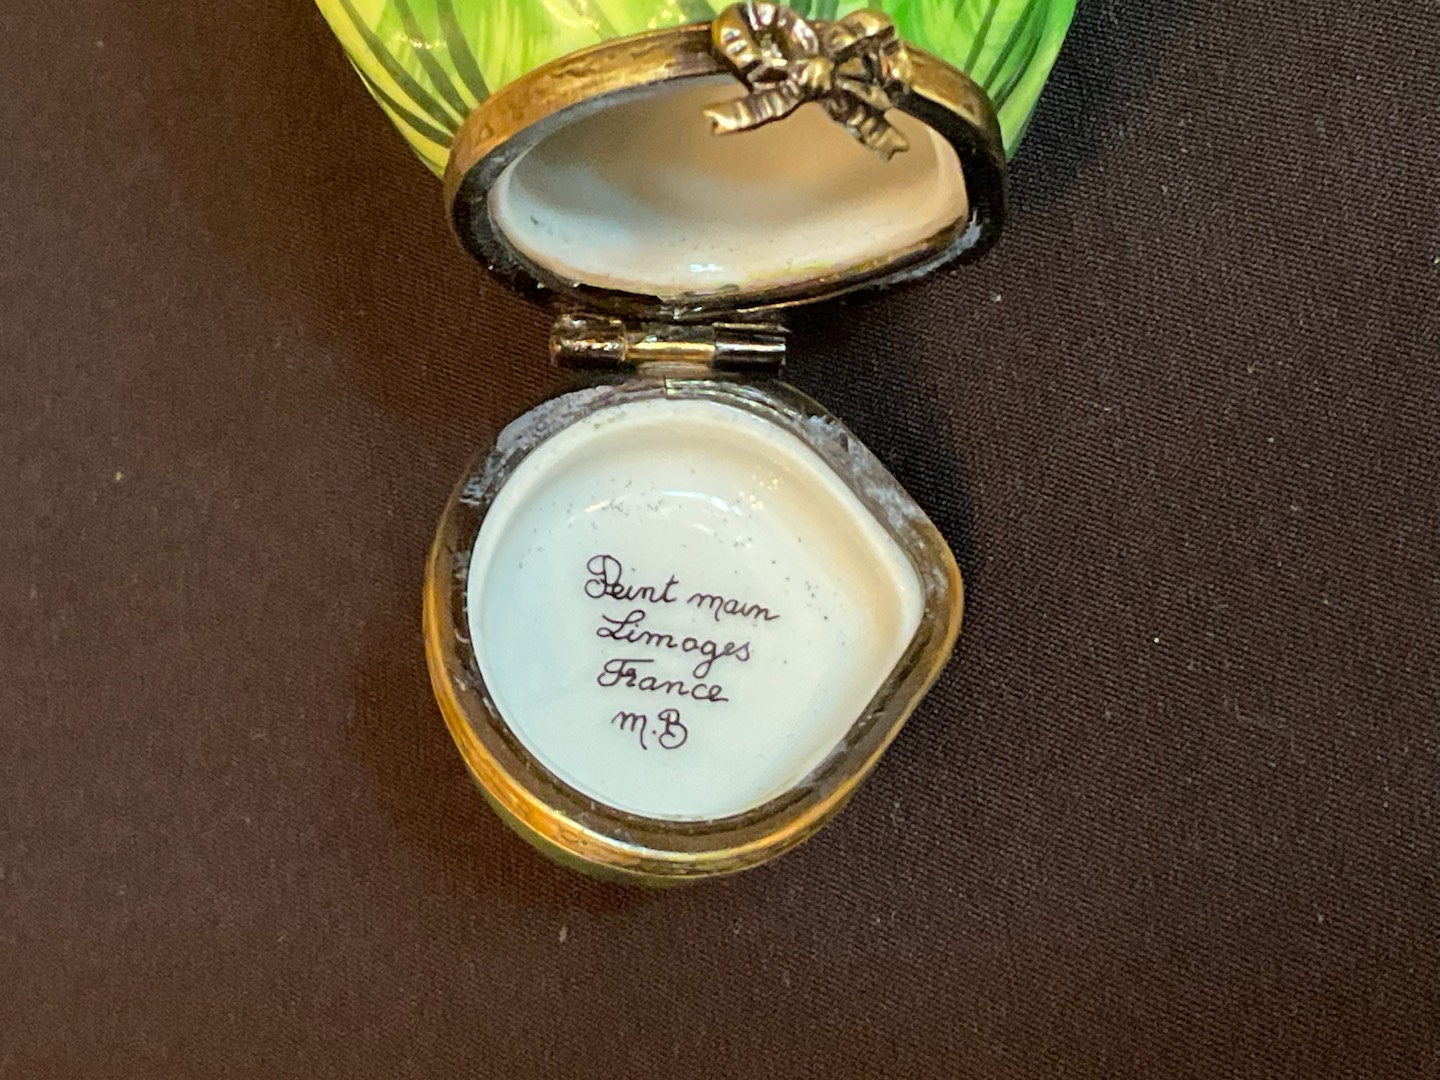 Peint main
Limoges
France
M.B